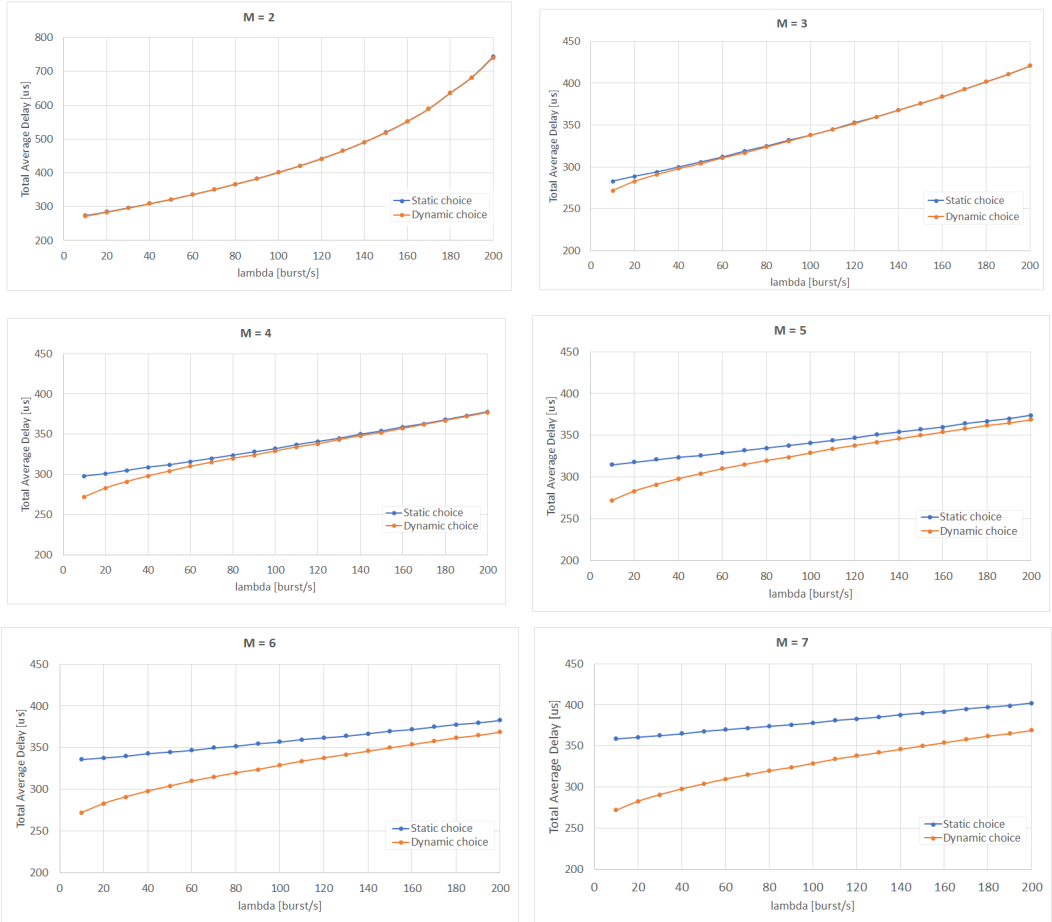 M = 2
Total Average Delay [us]
800
700
600
500
400
300
200
0 20 40 60 80 100 120 140 160 180 200
lambda [burst/s]
Static choice
Dynamic choice
M = 3
Total Average Delay [us]
450
400
350
300
250
200
0 20 40 60 80 100 120 140 160 180 200
lambda [burst/s]
Static choice
Dynamic choice
M = 4
Total Average Delay [us]
450
400
350
300
250
200
0 20 40 60 80 100 120 140 160 180 200
lambda [burst/s]
Static choice
Dynamic choice
M = 5
Total Average Delay [us]
450
400
350
300
250
200
0 20 40 60 80 100 120 140 160 180 200
lambda [burst/s]
Static choice
Dynamic choice
M = 6
Total Average Delay [us]
450
400
350
300
250
200
0 20 40 60 80 100 120 140 160 180 200
lambda [burst/s]
Static choice
Dynamic choice
M = 7
Total Average Delay [us]
450
400
350
300
250
200
0 20 40 60 80 100 120 140 160 180 200
lambda [burst/s]
Static choice
Dynamic choice